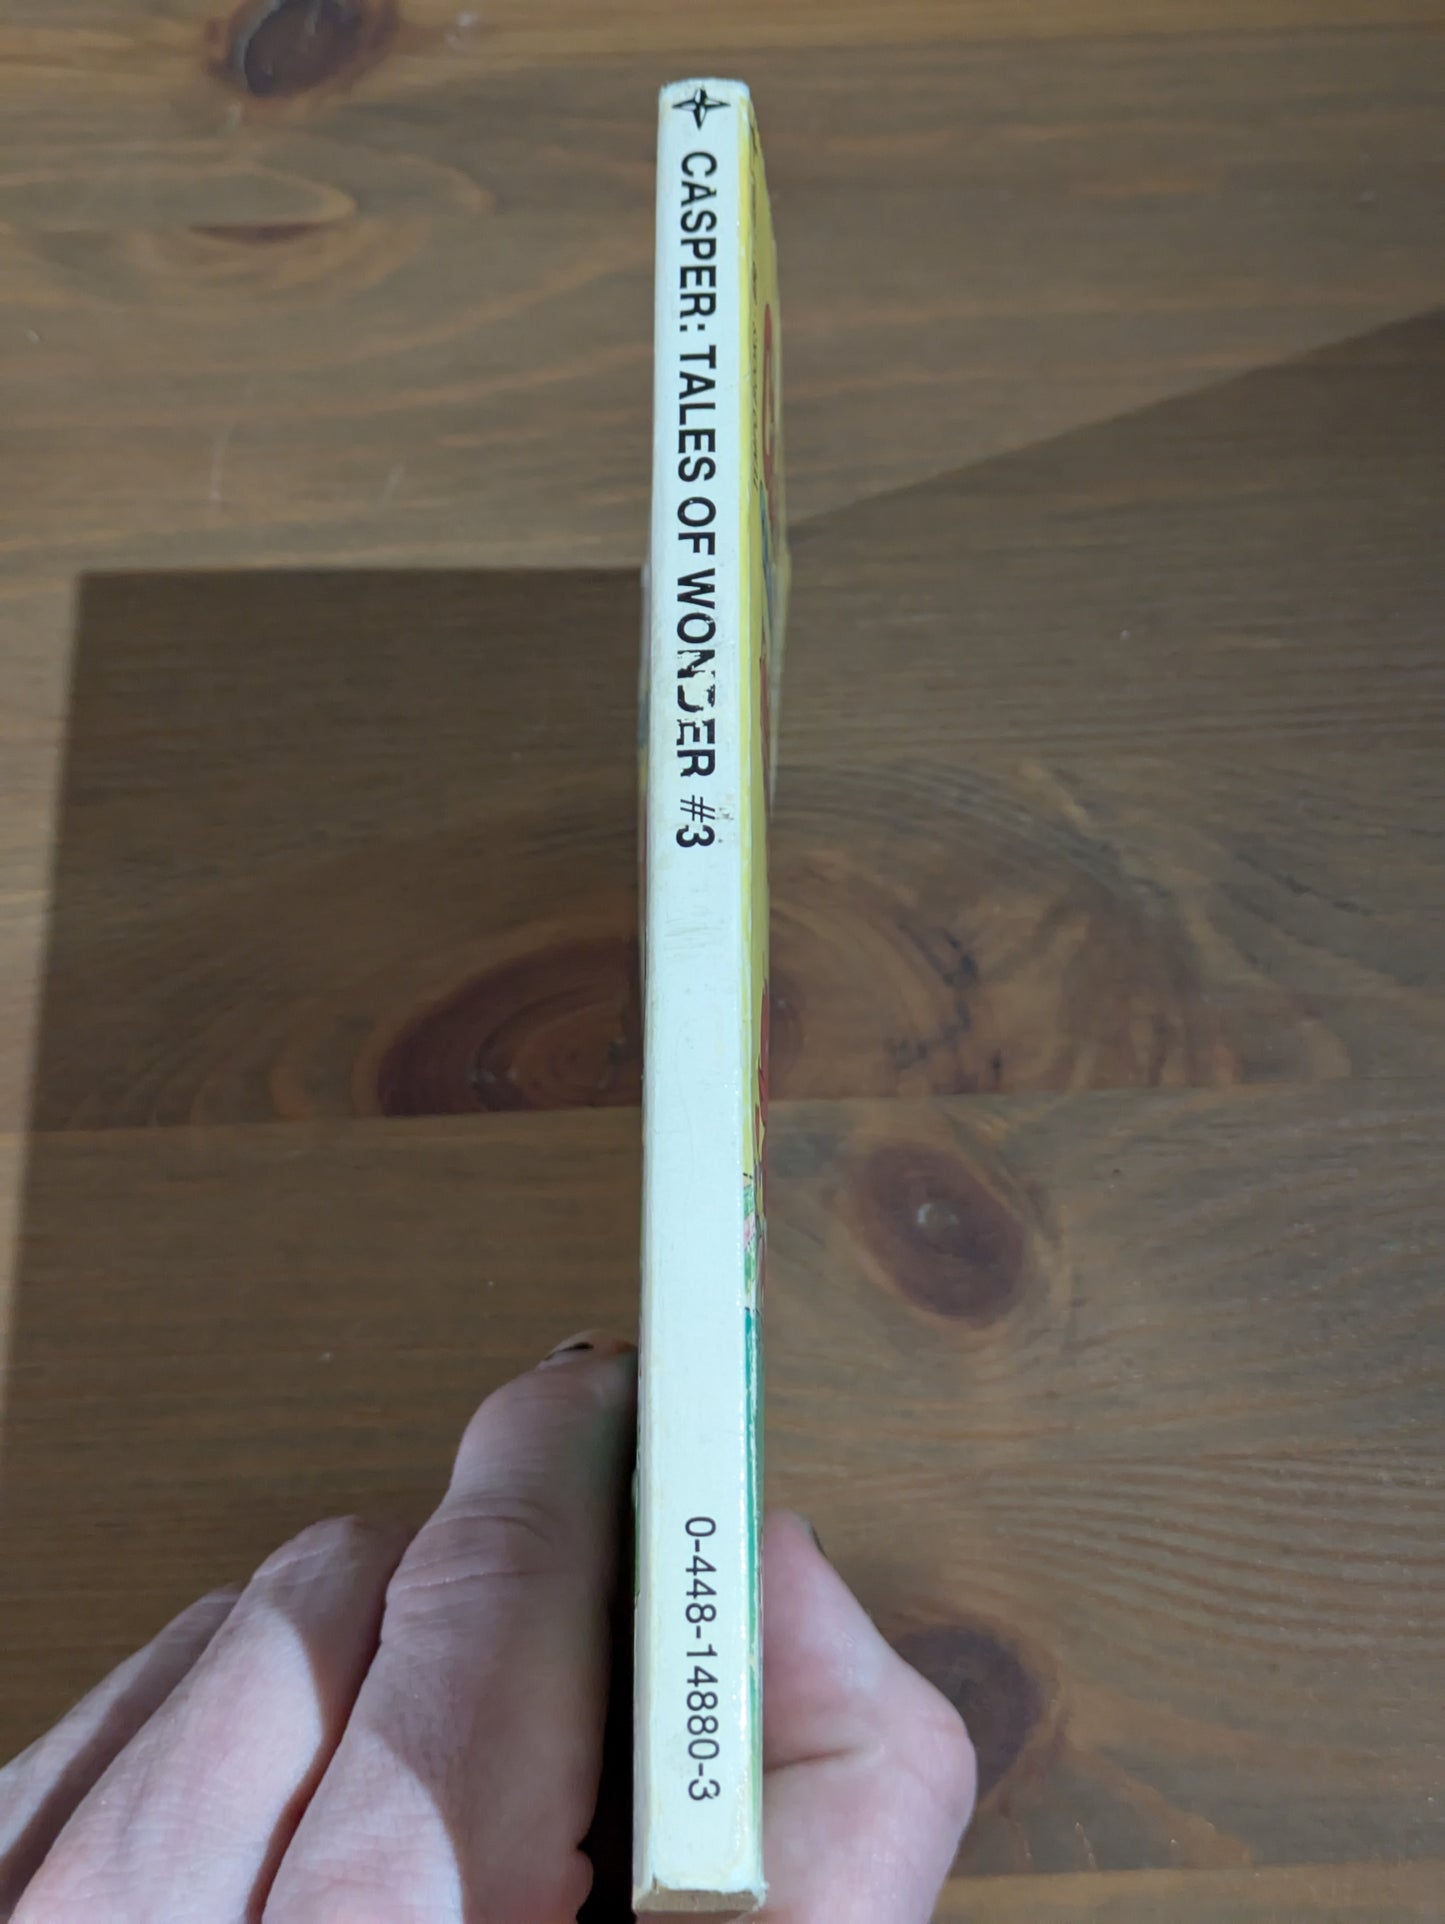 CASPER: TALES OF WONDER #3
0-448-14880-3